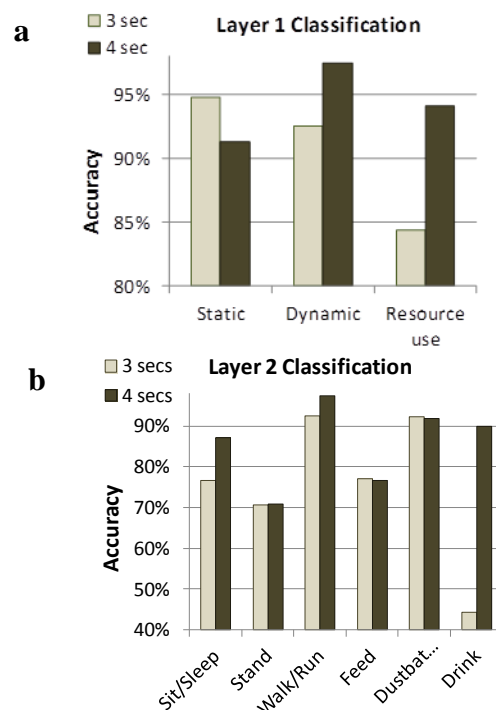 a
3 sec
4 sec
Layer 1 Classification
Accuracy
95%
90%
85%
80%
Static Dynamic Resource
use
b
3 secs
4 secs
Layer 2 Classification
Accuracy
90%
80%
70%
60%
50%
40%
Sit/Sleep Stand Walk/Run Feed Dustbat... Drink